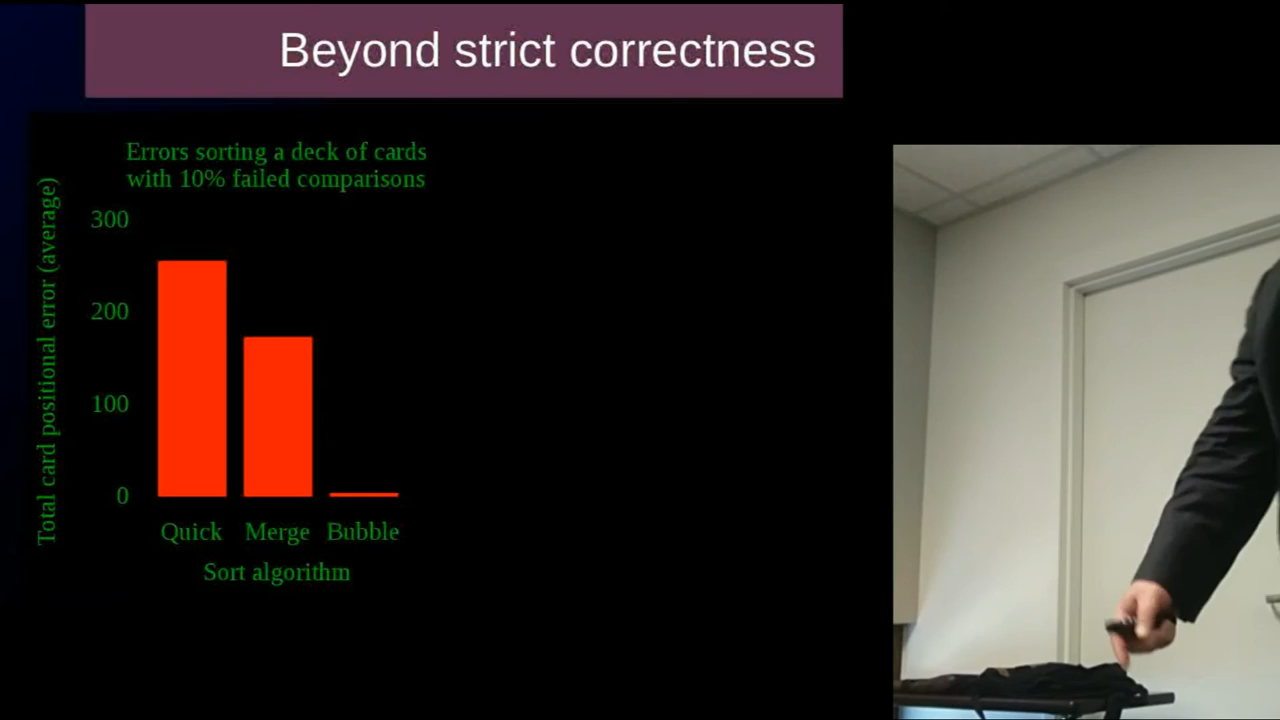 Beyond strict correctness
Errors sorting a deck of cards
with 10% failed comparisons
Total card positional error (average)
300
200
100
0
Quick Merge Bubble
Sort algorithm